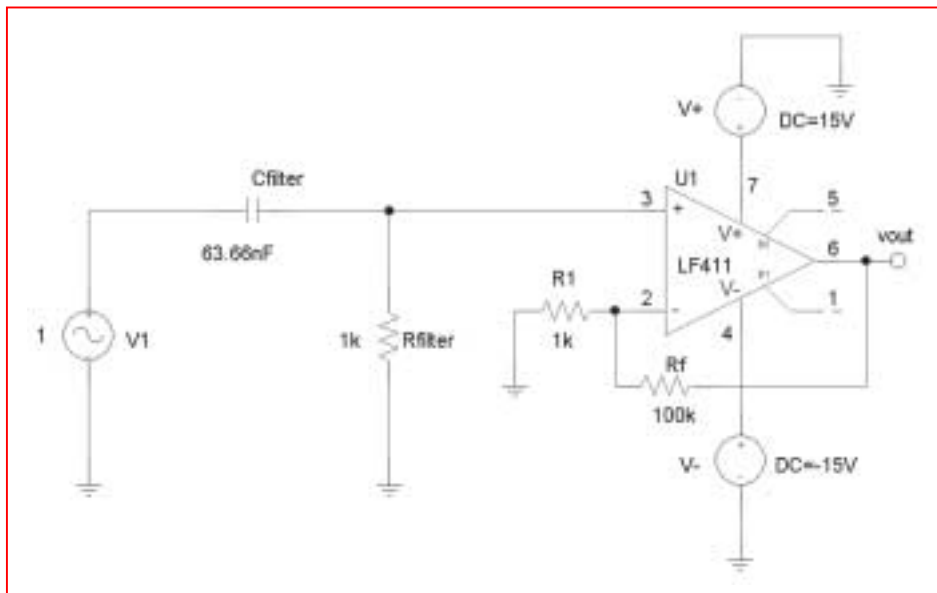 V+
DC=15V
Cfilter
63.66nF
U1
7
3
+
5
V+
LF411
6
vout
R1
1k
2
-
V-
1
4
1
V1
1k
Rfilter
Rf
100k
V-
+
-
DC=-15V